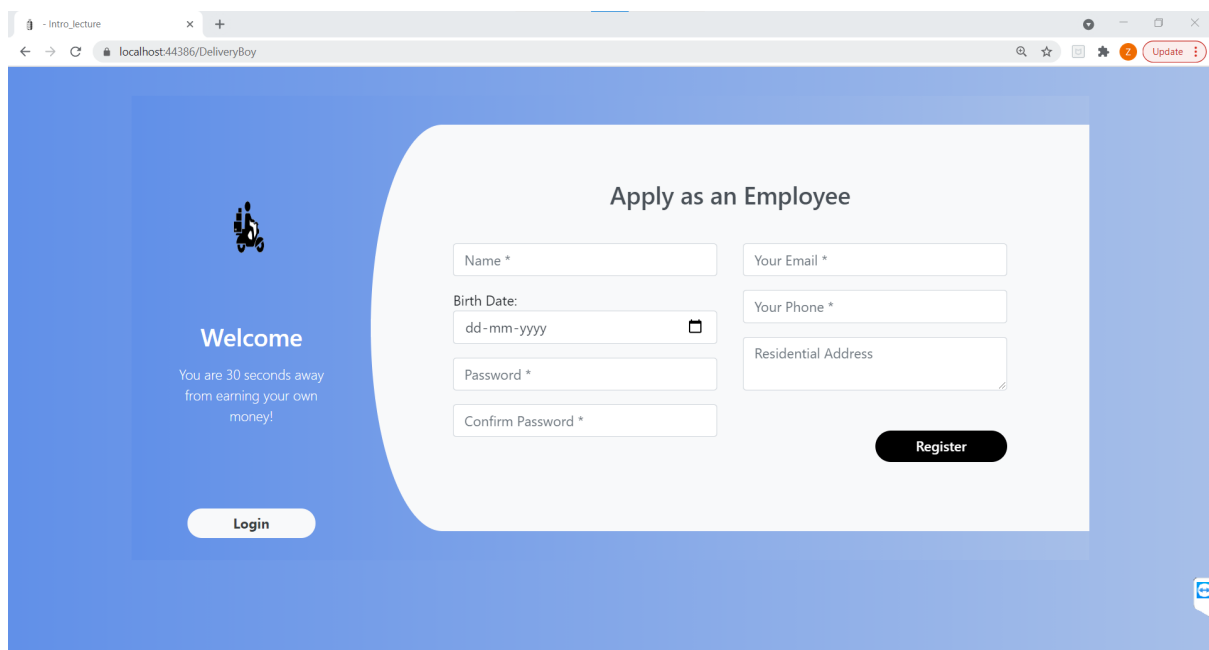 - Intro_lecture
localhost:44386/DeliveryBoy
Z
Update
Welcome
You are 30 seconds away
from earning your own
money!
Login
Apply as an Employee
Name *
Birth Date:
dd-mm-yyyy
Password *
Confirm Password *
Your Email *
Your Phone *
Residential Address
Register